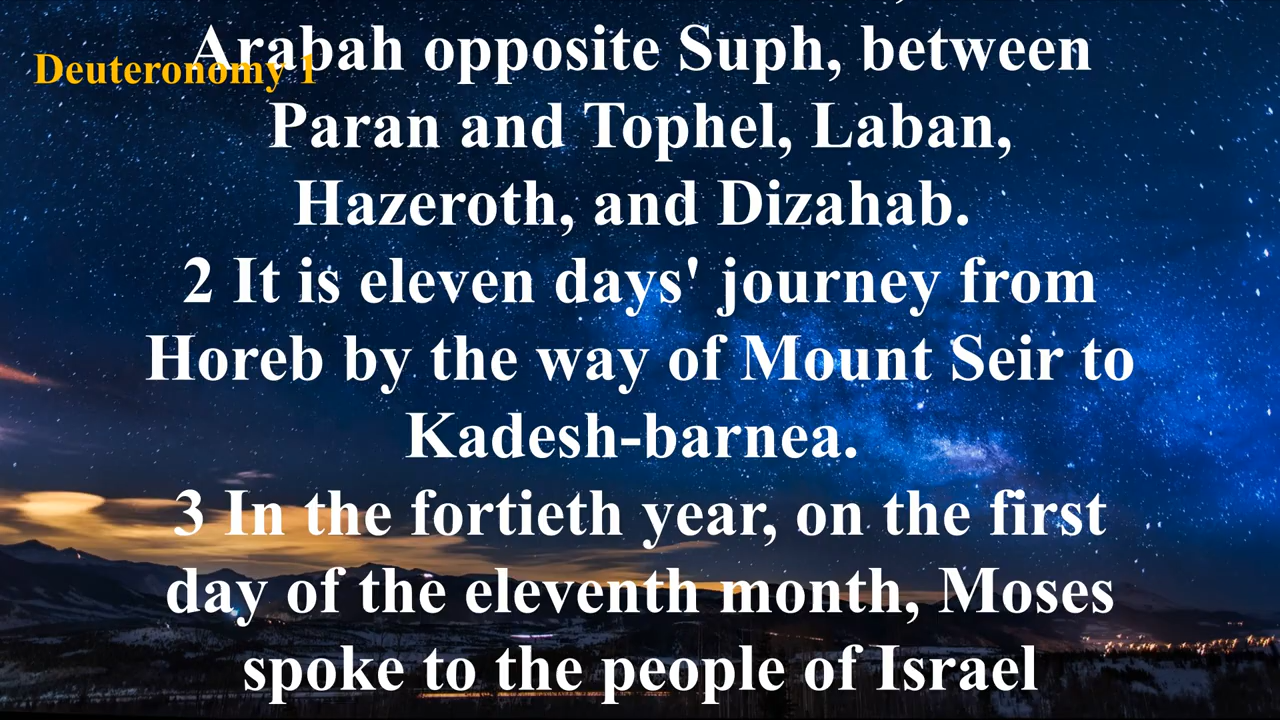 Arabah opposite Suph, between
Deuteronomy 1
Paran and Tophel, Laban,
Hazeroth, and Dizahab.
2 It is eleven days' journey from
Horeb by the way of Mount Seir to
Kadesh-barnea.
3 In the fortieth year, on the first
day of the eleventh month, Moses
spoke to the people of Israel